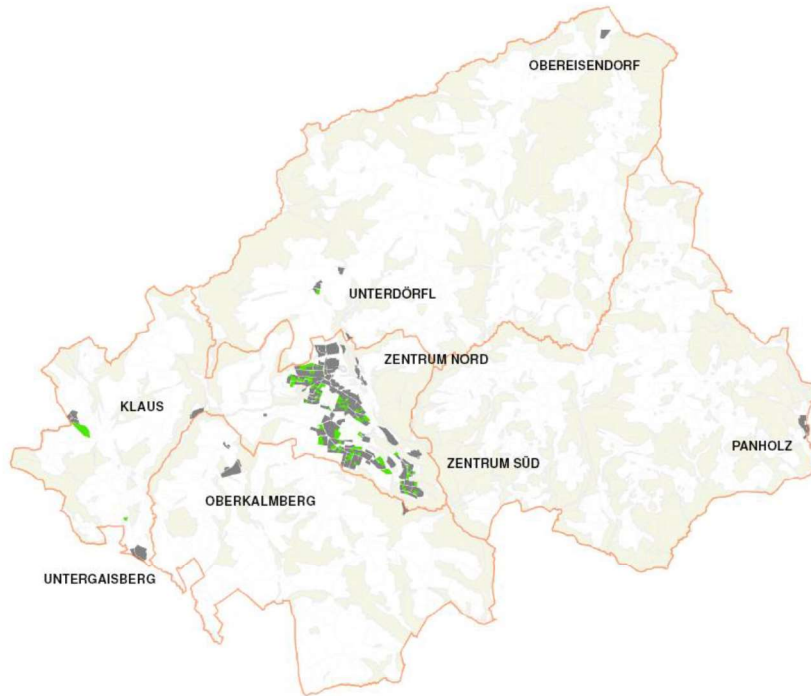 OBEREISENDORF
UNTERDÖRFL
ZENTRUM NORD
KLAUS
PANHOLZ
ZENTRUM SÜD
OBERKALMBERG
UNTERGAISBERG